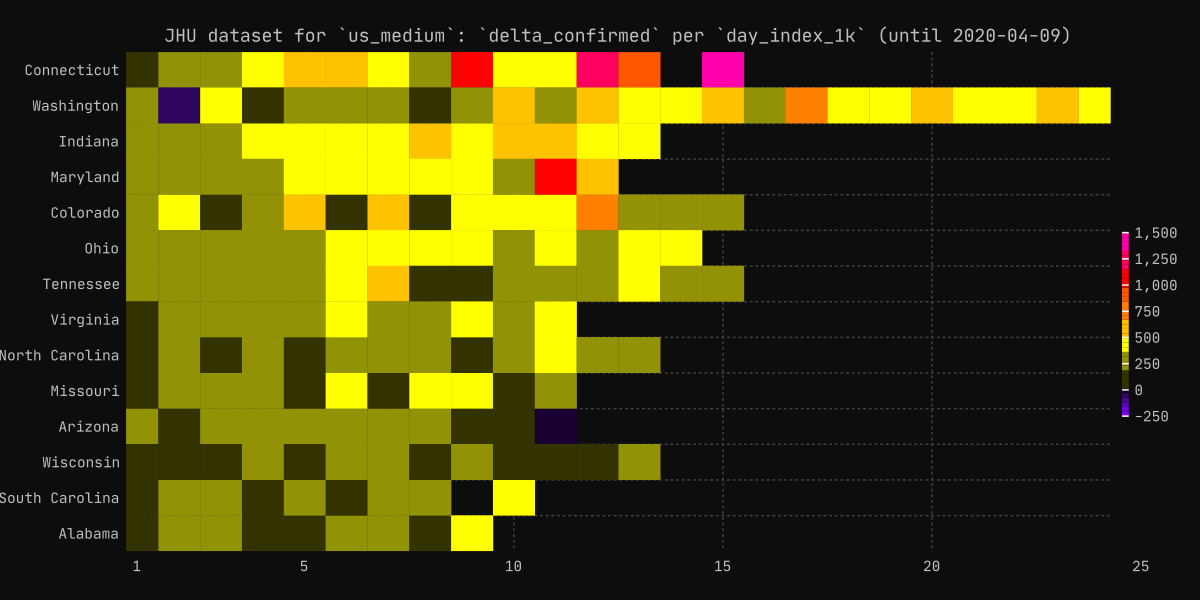 JHU dataset for `us_medium`: `delta_confirmed` per `day_index_1k` (until 2020-04-09)
Connecticut
Washington
Indiana
Maryland
Colorado
Ohio
Tennessee
Virginia
North Carolina
Missouri
Arizona
Wisconsin
South Carolina
Alabama
1 5 10 15 20 25
1,500
1,250
1,000
750
500
250
0
−250